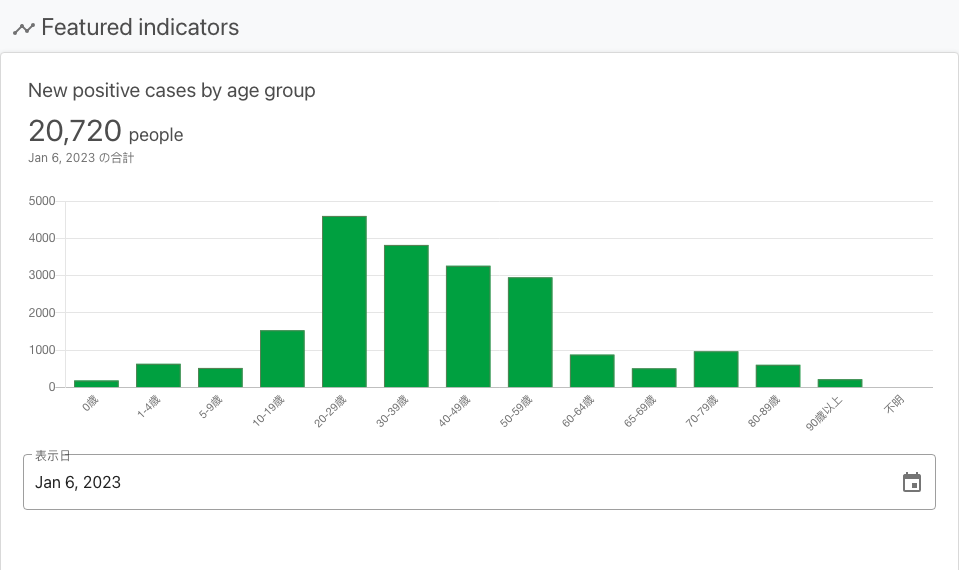 Featured indicators
New positive cases by age group
20,720 people
Jan 6, 2023 の合計
5000
4000
3000
2000
1000
0
0歳
1-4歳
5-9歳
10-19歳
20-29歳
30-39歳
40-49歳
50-59歳
60-64歳
65-69歳
70-79歳
80-89歳
90歳以上
不明
表示日
Jan 6, 2023